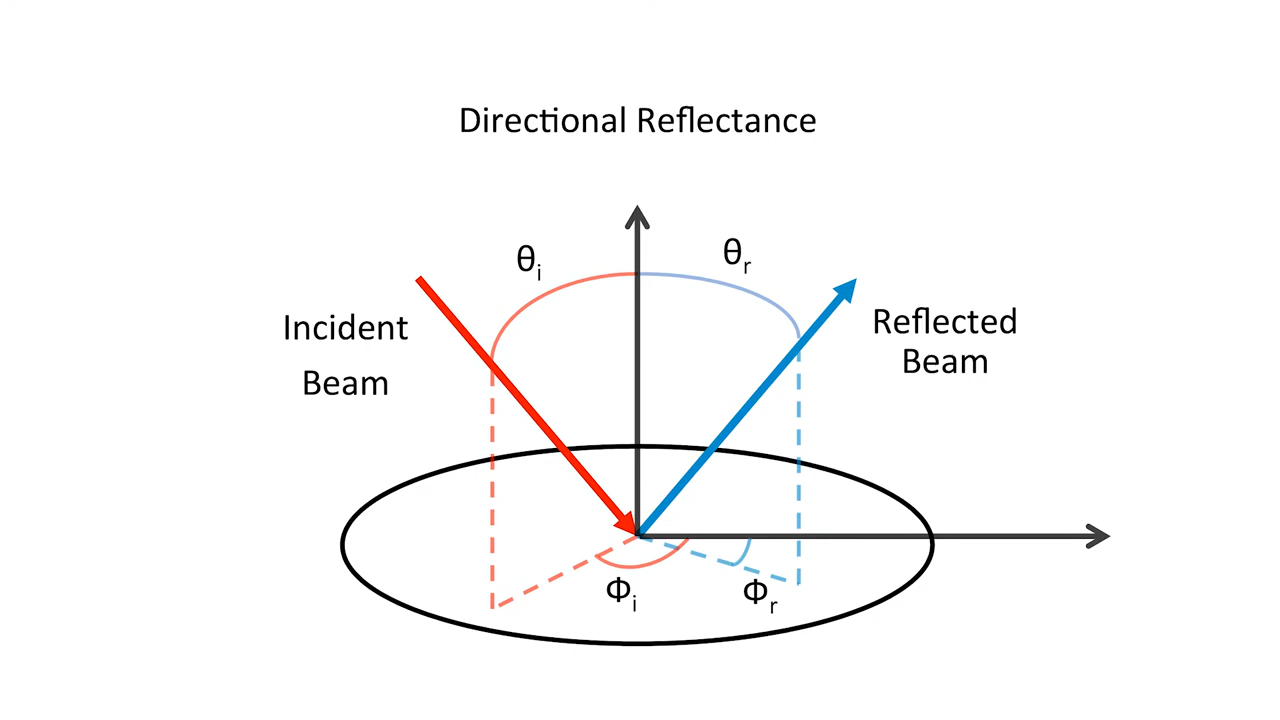 Directional Reflectance
θi
θr
Incident
Beam
Reflected
Beam
Φi
Φr